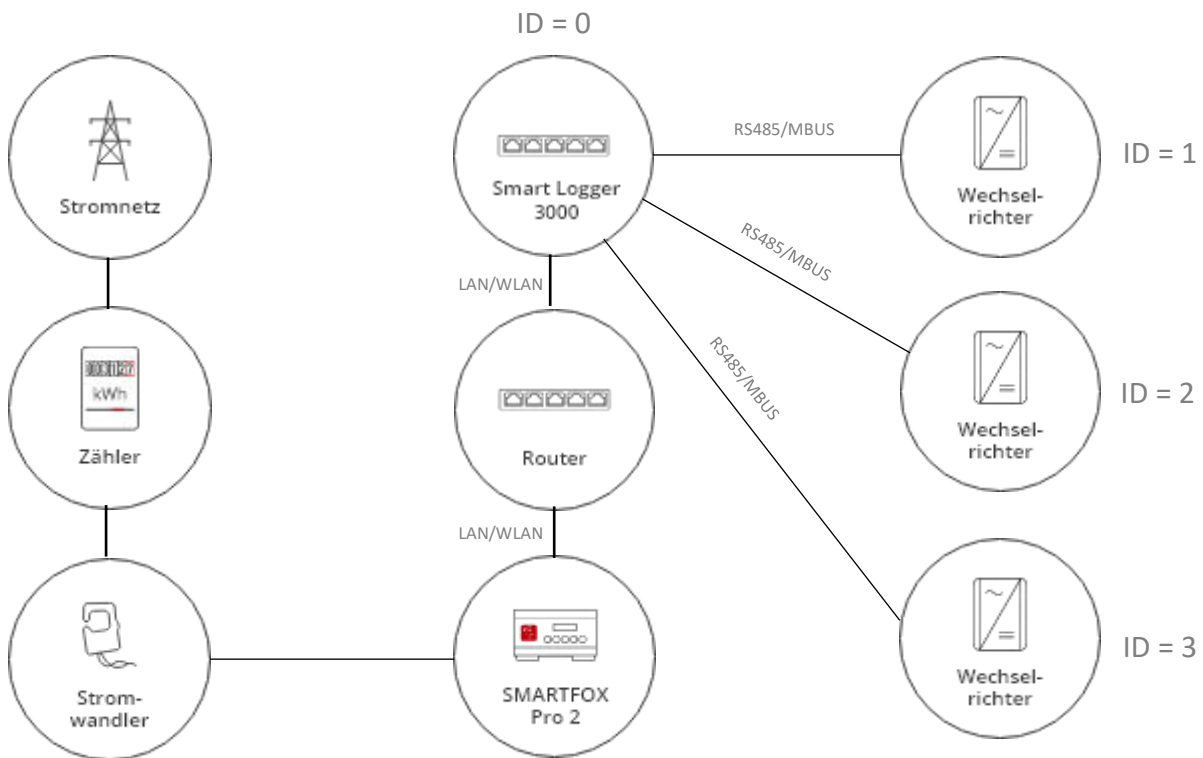 ID = 0
Stromnetz
Smart Logger
3000
RS485/MBUS
Wechsel-
richter
ID = 1
RS485/MBUS
LAN/WLAN
RS485/MBUS
kWh
Zähler
Router
Wechsel-
richter
ID = 2
LAN/WLAN
Strom-
wandler
SMARTFOX
Pro 2
Wechsel-
richter
ID = 3